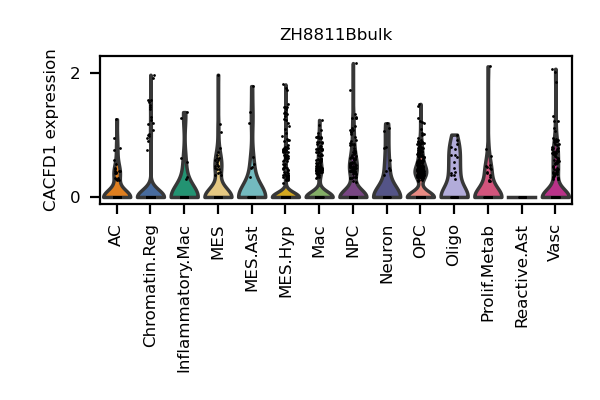 ZH8811Bbulk
CACFD1 expression
2
0
AC
Chromatin.Reg
Inflammatory.Mac
MES
MES.Ast
MES.Hyp
Mac
NPC
Neuron
OPC
Oligo
Prolif.Metab
Reactive.Ast
Vasc